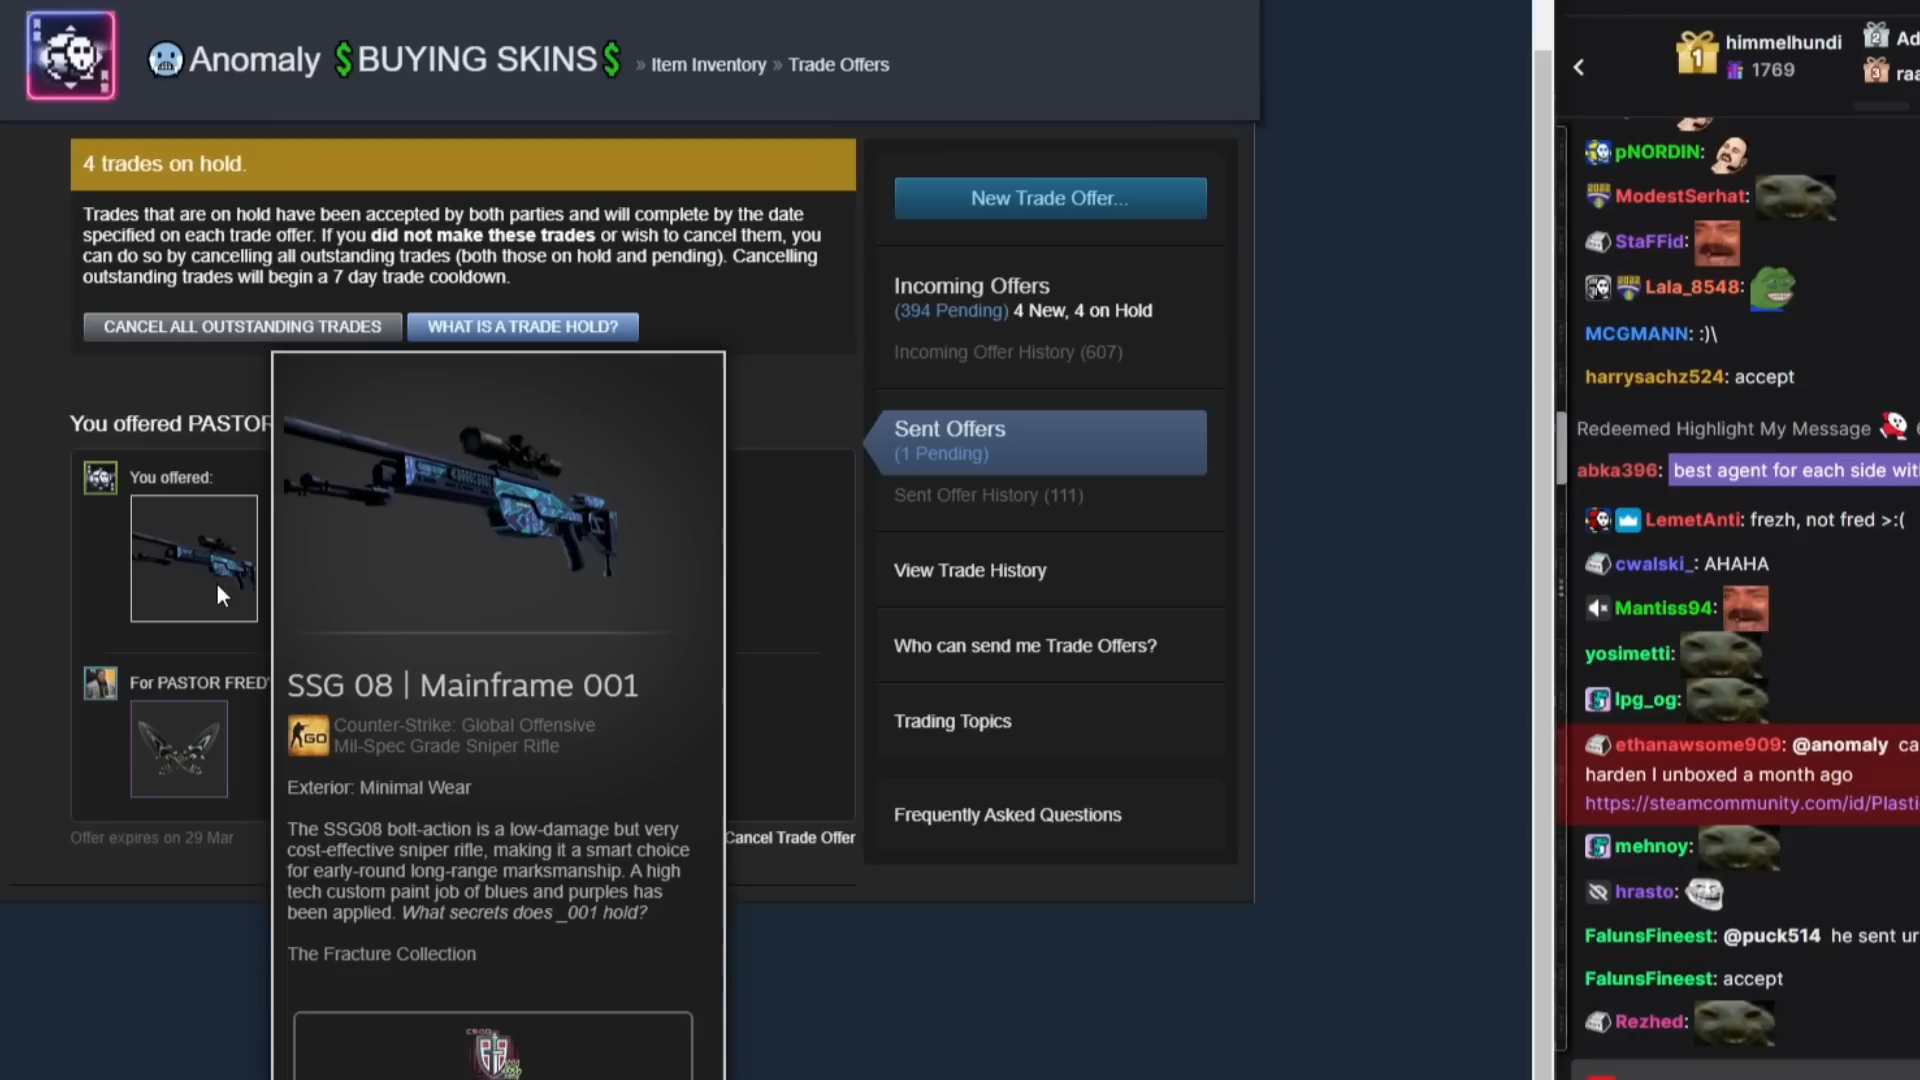 Anomaly $BUYING SKINS$ » Item Inventory » Trade Offers
4 trades on hold.
Trades that are on hold have been accepted by both parties and will complete by the date
specified on each trade offer. If you did not make these trades or wish to cancel them, you
can do so by cancelling all outstanding trades (both those on hold and pending). Cancelling
outstanding trades will begin a 7 day trade cooldown.
CANCEL ALL OUTSTANDING TRADES
WHAT IS A TRADE HOLD?
You offered PASTOR
You offered:
For PASTOR FRED'
Offer expires on 29 Mar
Cancel Trade Offer
SSG 08 | Mainframe 001
GO
Counter-Strike: Global Offensive
Mil-Spec Grade Sniper Rifle
Exterior: Minimal Wear
The SSG08 bolt-action is a low-damage but very
cost-effective sniper rifle, making it a smart choice
for early-round long-range marksmanship. A high
tech custom paint job of blues and purples has
been applied. What secrets does _001 hold?
The Fracture Collection
New Trade Offer...
Incoming Offers
(394 Pending) 4 New, 4 on Hold
Incoming Offer History (607)
Sent Offers
(1 Pending)
Sent Offer History (111)
View Trade History
Who can send me Trade Offers?
Trading Topics
Frequently Asked Questions
1
himmelhundi
1769
2
Ad
3
raa
pNORDIN:
ModestSerhat:
StaFFid:
Lala_8548:
MCGMANN: :)\
harrysachz524: accept
Redeemed Highlight My Message
abka396: best agent for each side wit
LemetAnti: frezh, not fred >:(
cwalski_: AHAHA
Mantiss94:
yosimetti:
lpg_og:
ethanawsome909: @anomaly ca
harden I unboxed a month ago
https://steamcommunity.com/id/Plasti
mehnoy:
hrasto:
FalunsFineest: @puck514 he sent ur
FalunsFineest: accept
Rezhed: